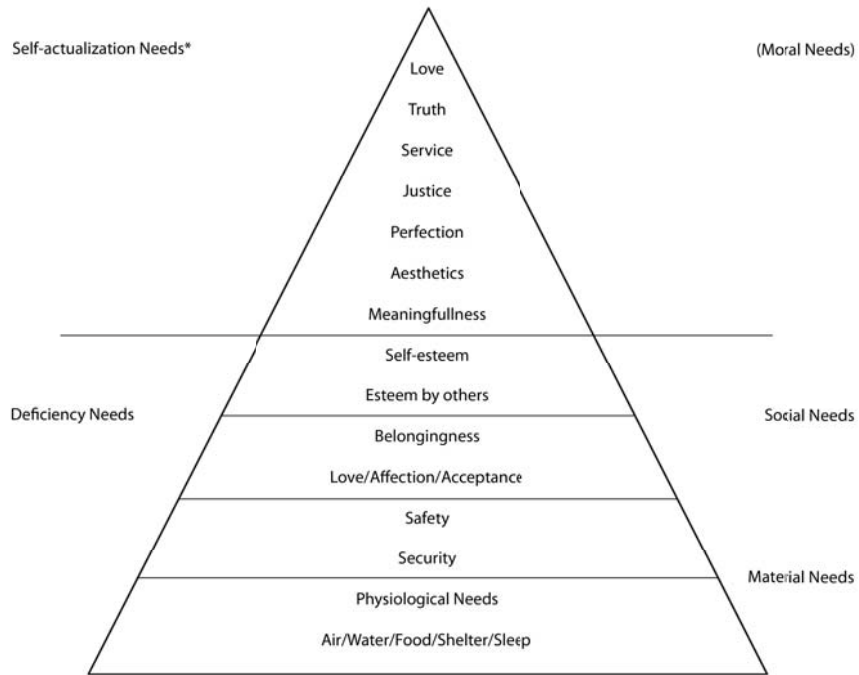 Self-actualization Needs*
(Moral Needs)
Love
Truth
Service
Justice
Perfection
Aesthetics
Meaningfullness
Self-esteem
Esteem by others
Deficiency Needs
Social Needs
Belongingness
Love/Affection/Acceptance
Safety
Security
Material Needs
Physiological Needs
Air/Water/Food/Shelter/Sleep